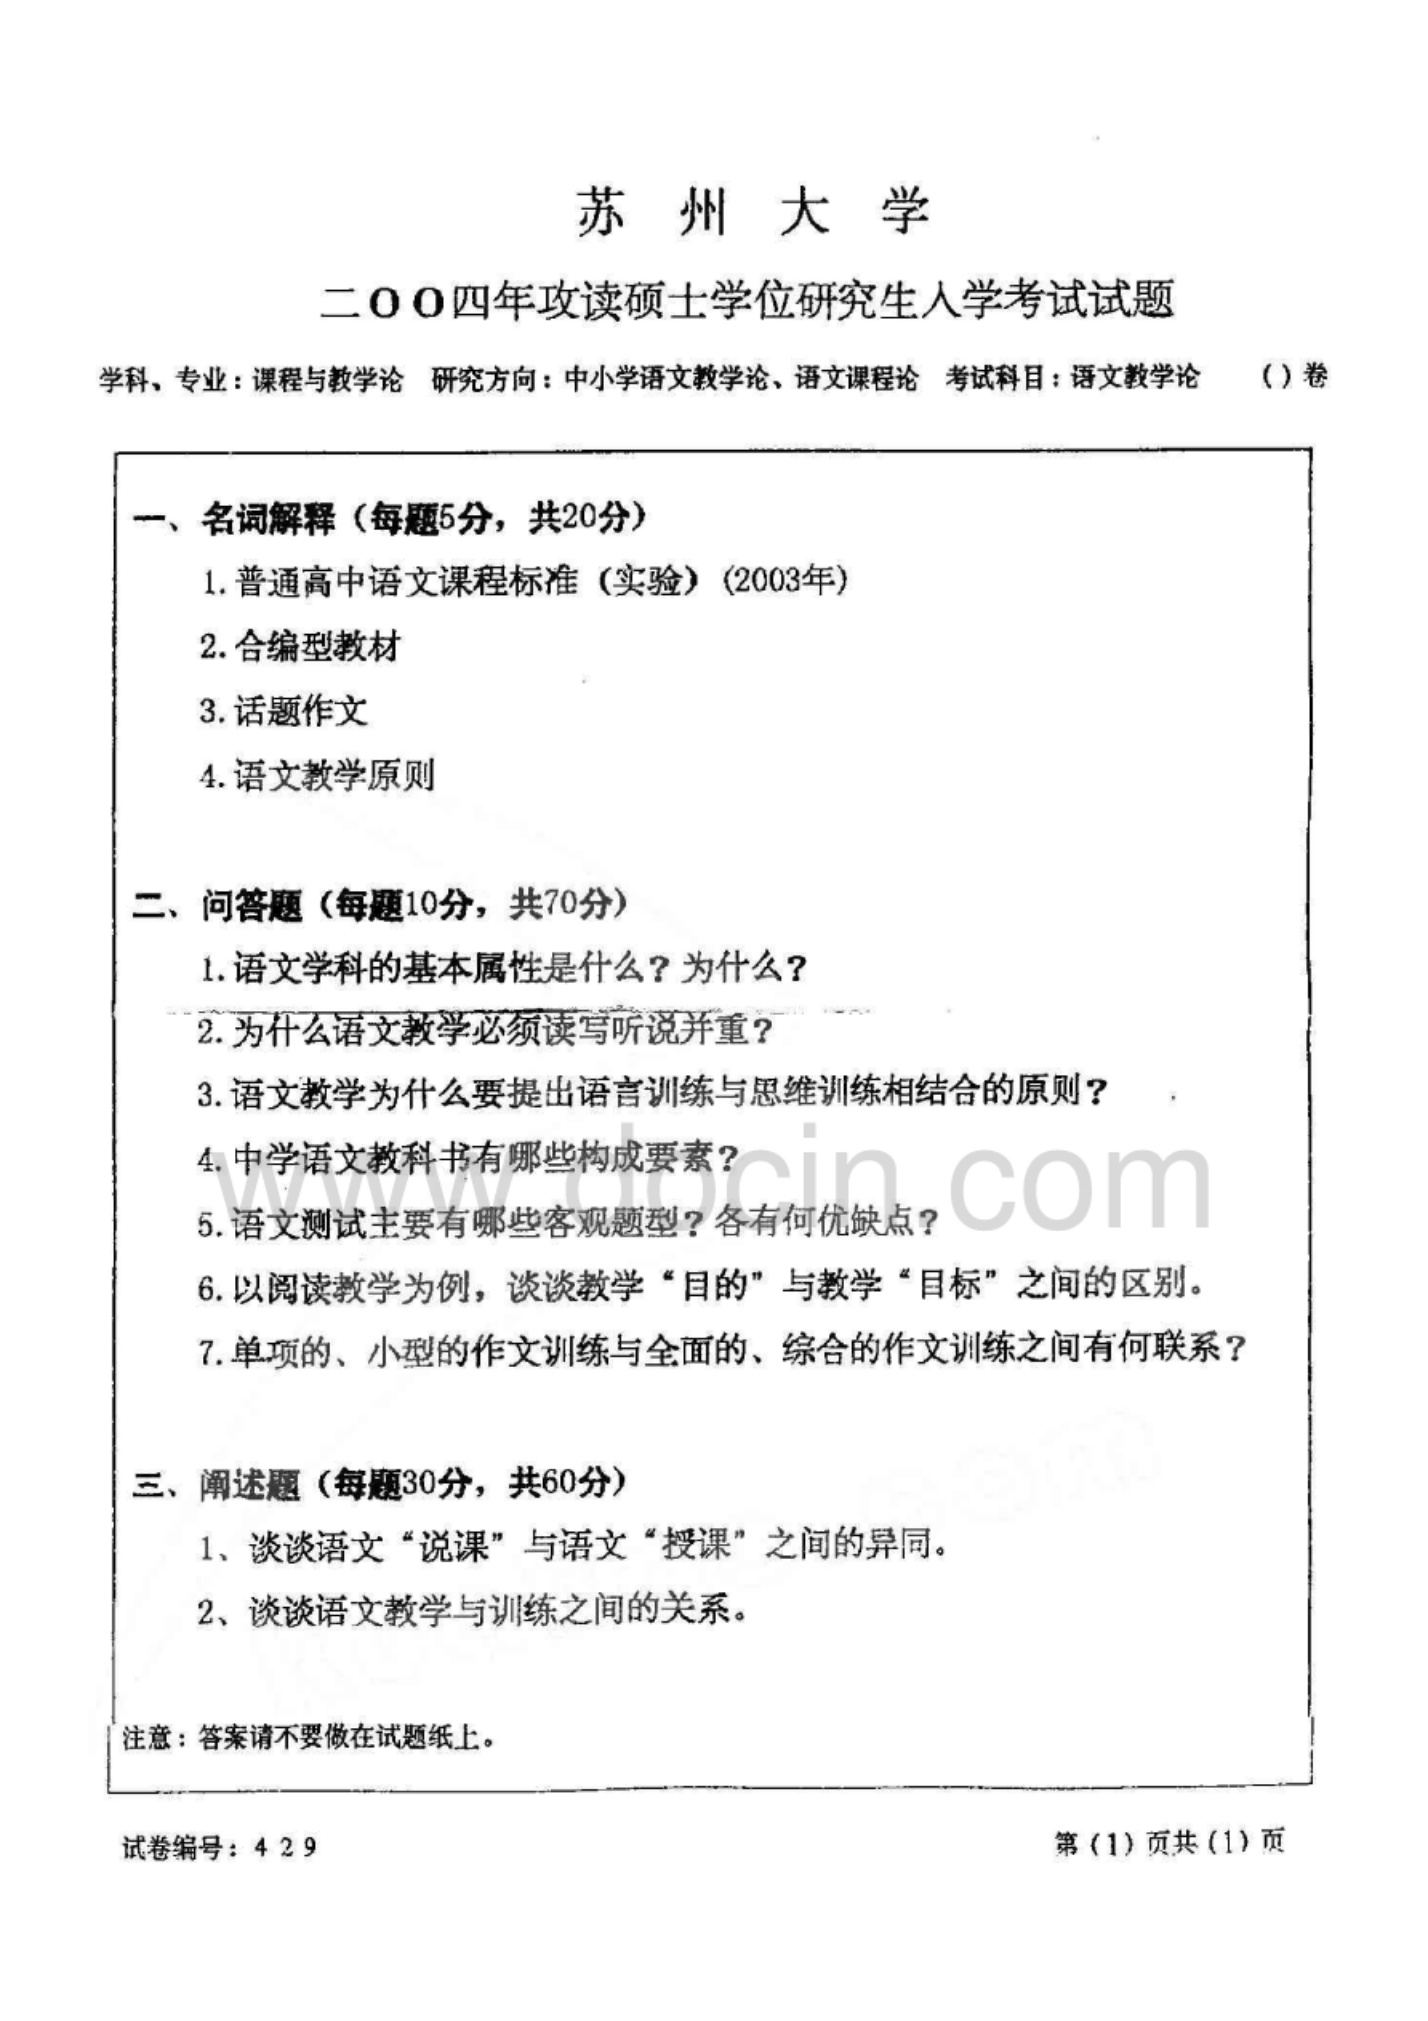 苏州大学
二〇〇四年攻读硕士学位研究生入学考试试题
学科、专业：课程与教学论 研究方向：中小学语文教学论、语文课程论 考试科目：语文教学论 （）卷
一、名词解释（每题5分，共20分）
1.普通高中语文课程标准（实验）(2003年)
2.合编型教材
3.话题作文
4.语文教学原则
二、问答题（每题10分，共70分）
1.语文学科的基本属性是什么？为什么？
2.为什么语文教学必须读写听说并重？
3.语文教学为什么要提出语言训练与思维训练相结合的原则？
4.中学语文教科书有哪些构成要素？
www.docin.com
5.语文测试主要有哪些客观题型？各有何优缺点？
6.以阅读教学为例，谈谈教学“目的”与教学“目标”之间的区别。
7.单项的、小型的作文训练与全面的、综合的作文训练之间有何联系？
三、阐述题（每题30分，共60分）
1、谈谈语文“说课”与语文“授课”之间的异同。
2、谈谈语文教学与训练之间的关系。
注意：答案请不要做在试题纸上。
试卷编号：429
第（1）页共（1）页